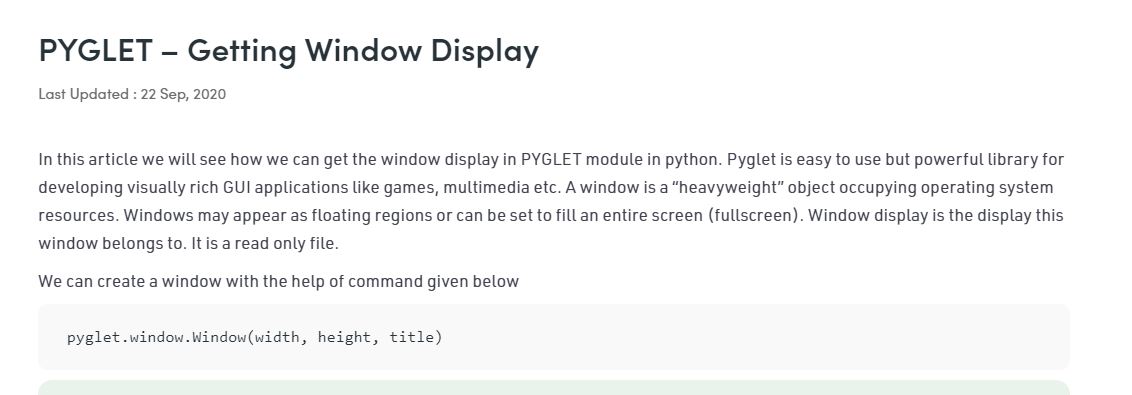 PYGLET – Getting Window Display
Last Updated : 22 Sep, 2020
In this article we will see how we can get the window display in PYGLET module in python. Pyglet is easy to use but powerful library for
developing visually rich GUI applications like games, multimedia etc. A window is a “heavyweight” object occupying operating system
resources. Windows may appear as floating regions or can be set to fill an entire screen (fullscreen). Window display is the display this
window belongs to. It is a read only file.
We can create a window with the help of command given below
pyglet.window.Window(width, height, title)